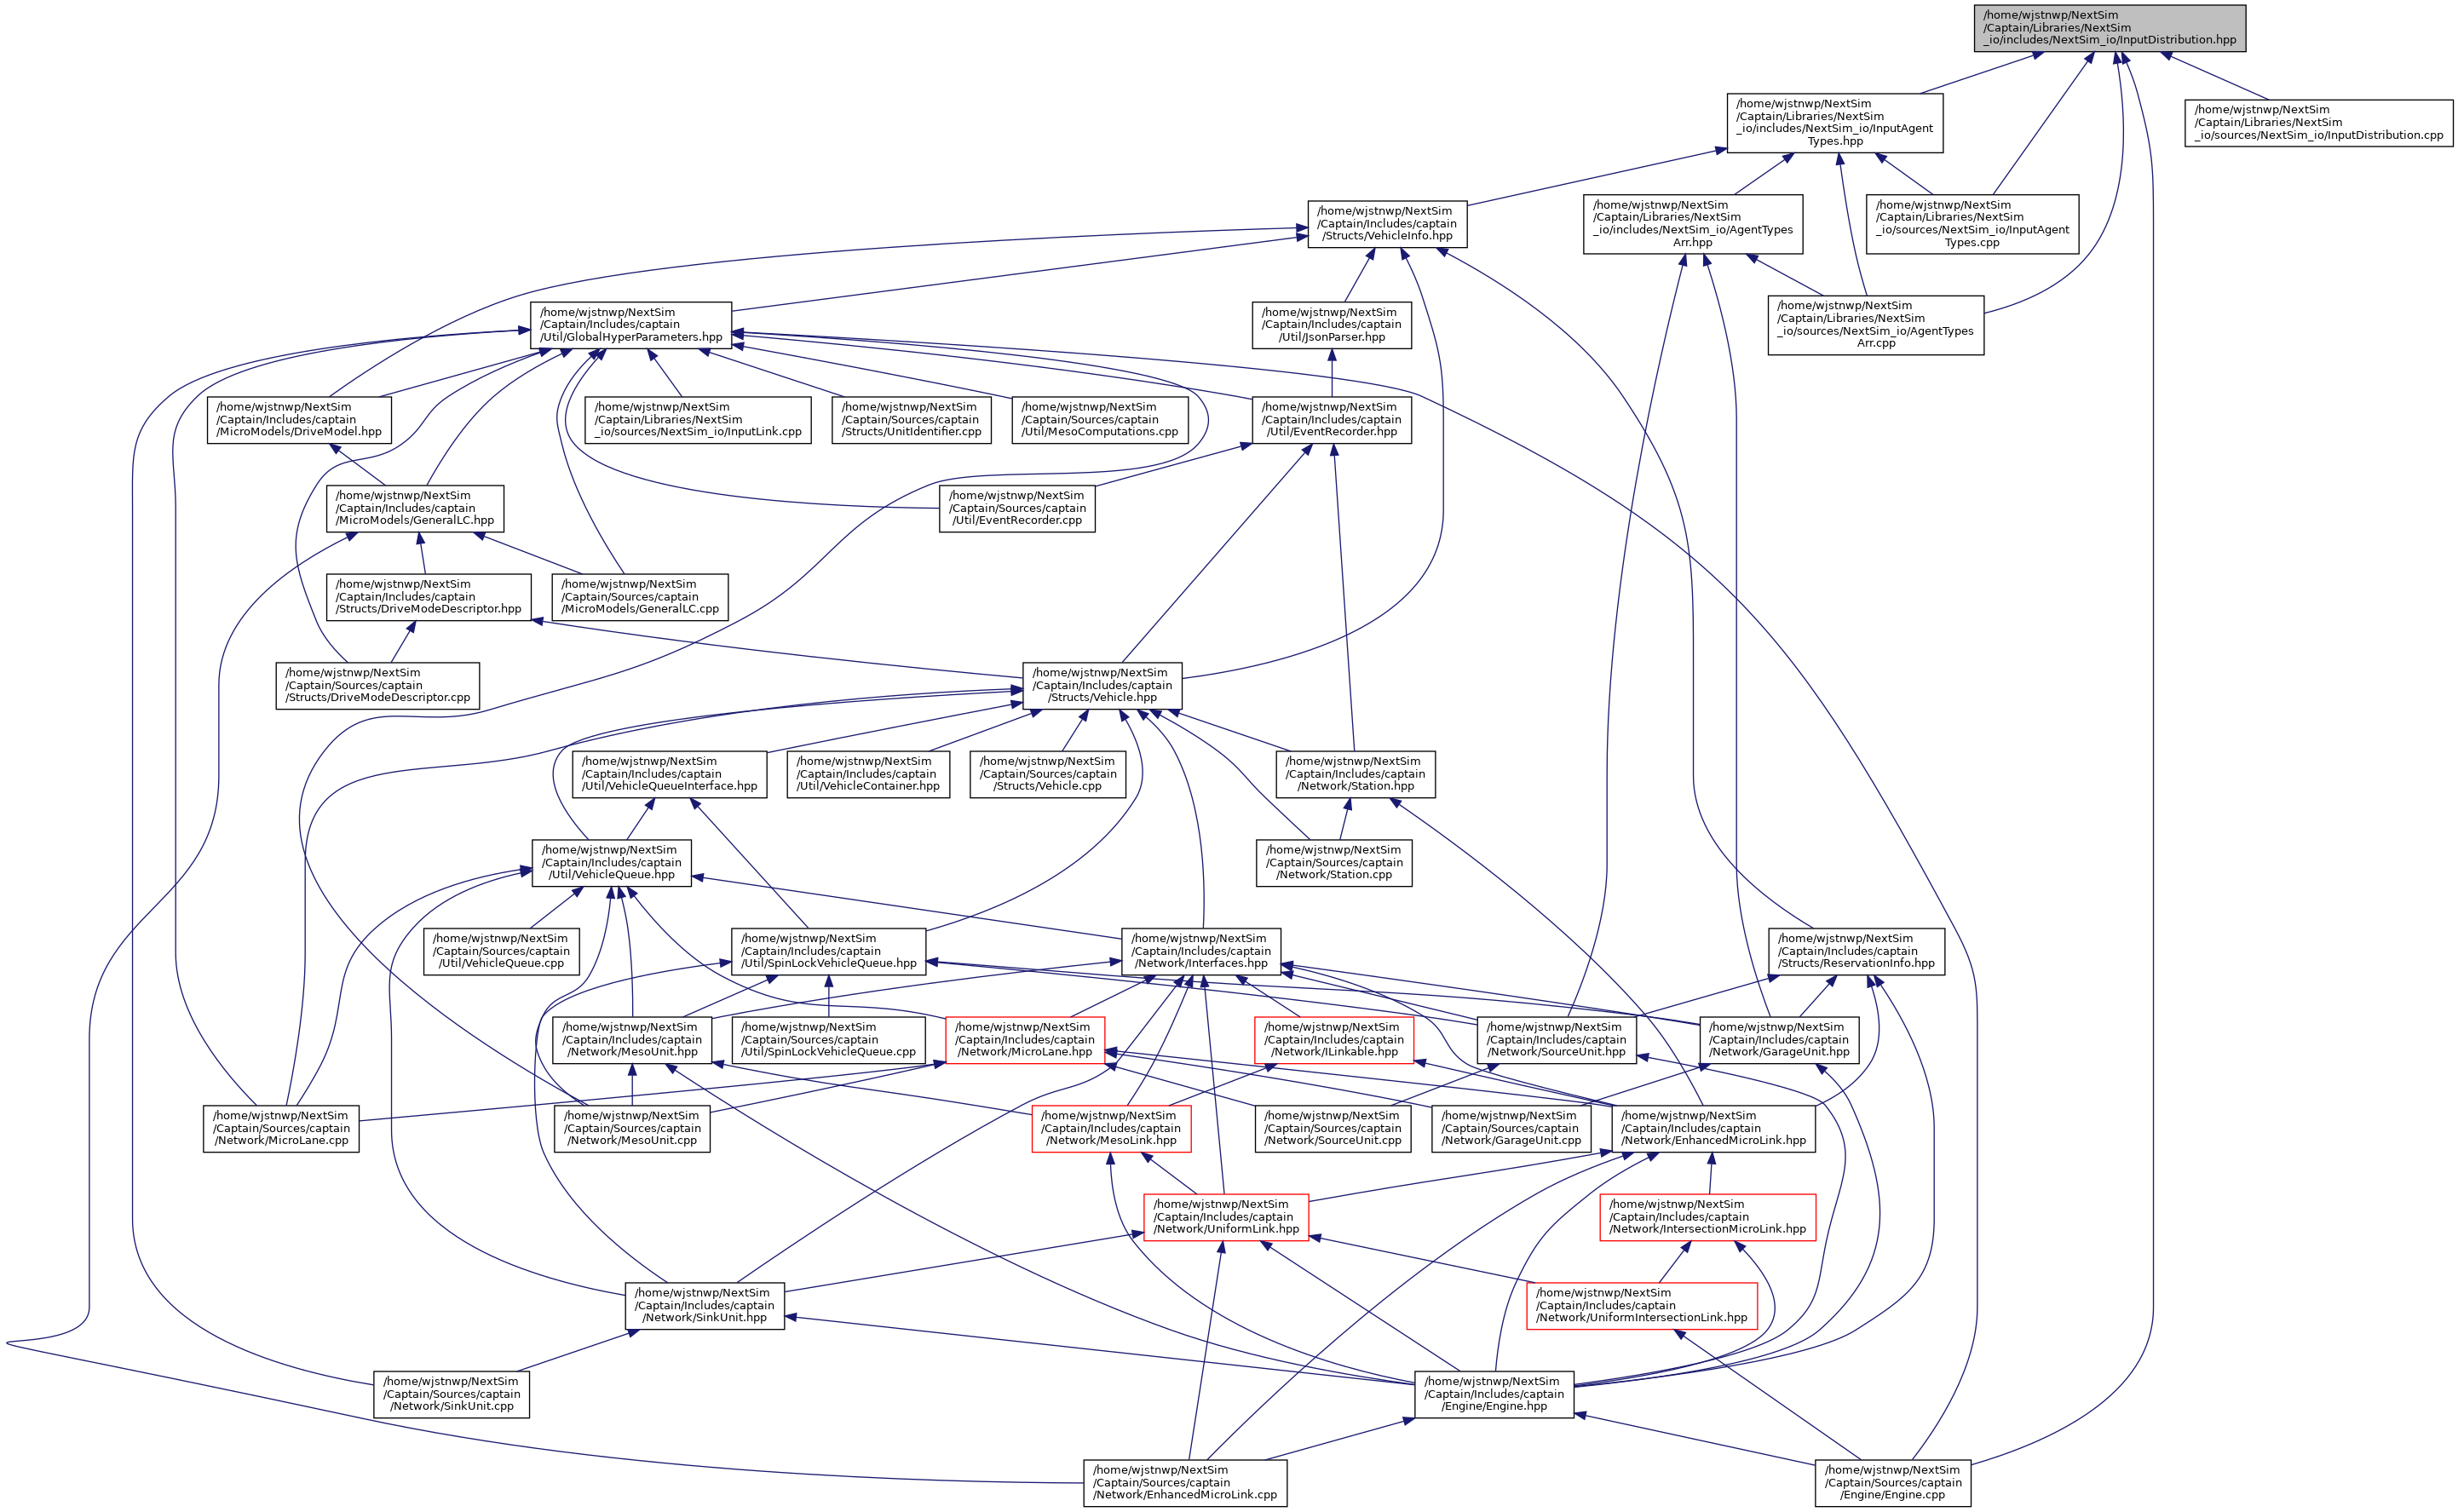 /home/wjstnwp/NextSim
/Captain/Libraries/NextSim
_io/includes/NextSim_io/InputDistribution.hpp
/home/wjstnwp/NextSim
/Captain/Libraries/NextSim
_io/includes/NextSim_io/InputAgent
Types.hpp
/home/wjstnwp/NextSim
/Captain/Libraries/NextSim
_io/sources/NextSim_io/InputDistribution.cpp
/home/wjstnwp/NextSim
/Captain/Includes/captain
/Structs/VehicleInfo.hpp
/home/wjstnwp/NextSim
/Captain/Libraries/NextSim
_io/includes/NextSim_io/AgentTypes
Arr.hpp
/home/wjstnwp/NextSim
/Captain/Libraries/NextSim
_io/sources/NextSim_io/InputAgent
Types.cpp
/home/wjstnwp/NextSim
/Captain/Includes/captain
/Util/GlobalHyperParameters.hpp
/home/wjstnwp/NextSim
/Captain/Includes/captain
/Util/JsonParser.hpp
/home/wjstnwp/NextSim
/Captain/Libraries/NextSim
_io/sources/NextSim_io/AgentTypes
Arr.cpp
/home/wjstnwp/NextSim
/Captain/Includes/captain
/MicroModels/DriveModel.hpp
/home/wjstnwp/NextSim
/Captain/Libraries/NextSim
_io/sources/NextSim_io/InputLink.cpp
/home/wjstnwp/NextSim
/Captain/Sources/captain
/Structs/UnitIdentifier.cpp
/home/wjstnwp/NextSim
/Captain/Sources/captain
/Util/MesoComputations.cpp
/home/wjstnwp/NextSim
/Captain/Includes/captain
/Util/EventRecorder.hpp
/home/wjstnwp/NextSim
/Captain/Includes/captain
/MicroModels/GeneralLC.hpp
/home/wjstnwp/NextSim
/Captain/Sources/captain
/Util/EventRecorder.cpp
/home/wjstnwp/NextSim
/Captain/Includes/captain
/Structs/DriveModeDescriptor.hpp
/home/wjstnwp/NextSim
/Captain/Sources/captain
/MicroModels/GeneralLC.cpp
/home/wjstnwp/NextSim
/Captain/Sources/captain
/Structs/DriveModeDescriptor.cpp
/home/wjstnwp/NextSim
/Captain/Includes/captain
/Structs/Vehicle.hpp
/home/wjstnwp/NextSim
/Captain/Includes/captain
/Util/VehicleQueueInterface.hpp
/home/wjstnwp/NextSim
/Captain/Includes/captain
/Util/VehicleContainer.hpp
/home/wjstnwp/NextSim
/Captain/Sources/captain
/Structs/Vehicle.cpp
/home/wjstnwp/NextSim
/Captain/Includes/captain
/Network/Station.hpp
/home/wjstnwp/NextSim
/Captain/Includes/captain
/Util/VehicleQueue.hpp
/home/wjstnwp/NextSim
/Captain/Sources/captain
/Network/Station.cpp
/home/wjstnwp/NextSim
/Captain/Sources/captain
/Util/VehicleQueue.cpp
/home/wjstnwp/NextSim
/Captain/Includes/captain
/Util/SpinLockVehicleQueue.hpp
/home/wjstnwp/NextSim
/Captain/Includes/captain
/Network/Interfaces.hpp
/home/wjstnwp/NextSim
/Captain/Includes/captain
/Structs/ReservationInfo.hpp
/home/wjstnwp/NextSim
/Captain/Includes/captain
/Network/MesoUnit.hpp
/home/wjstnwp/NextSim
/Captain/Sources/captain
/Util/SpinLockVehicleQueue.cpp
/home/wjstnwp/NextSim
/Captain/Includes/captain
/Network/MicroLane.hpp
/home/wjstnwp/NextSim
/Captain/Includes/captain
/Network/ILinkable.hpp
/home/wjstnwp/NextSim
/Captain/Includes/captain
/Network/SourceUnit.hpp
/home/wjstnwp/NextSim
/Captain/Includes/captain
/Network/GarageUnit.hpp
/home/wjstnwp/NextSim
/Captain/Sources/captain
/Network/MicroLane.cpp
/home/wjstnwp/NextSim
/Captain/Sources/captain
/Network/MesoUnit.cpp
/home/wjstnwp/NextSim
/Captain/Includes/captain
/Network/MesoLink.hpp
/home/wjstnwp/NextSim
/Captain/Sources/captain
/Network/SourceUnit.cpp
/home/wjstnwp/NextSim
/Captain/Sources/captain
/Network/GarageUnit.cpp
/home/wjstnwp/NextSim
/Captain/Includes/captain
/Network/EnhancedMicroLink.hpp
/home/wjstnwp/NextSim
/Captain/Includes/captain
/Network/UniformLink.hpp
/home/wjstnwp/NextSim
/Captain/Includes/captain
/Network/IntersectionMicroLink.hpp
/home/wjstnwp/NextSim
/Captain/Includes/captain
/Network/SinkUnit.hpp
/home/wjstnwp/NextSim
/Captain/Includes/captain
/Network/UniformIntersectionLink.hpp
/home/wjstnwp/NextSim
/Captain/Sources/captain
/Network/SinkUnit.cpp
/home/wjstnwp/NextSim
/Captain/Includes/captain
/Engine/Engine.hpp
/home/wjstnwp/NextSim
/Captain/Sources/captain
/Network/EnhancedMicroLink.cpp
/home/wjstnwp/NextSim
/Captain/Sources/captain
/Engine/Engine.cpp